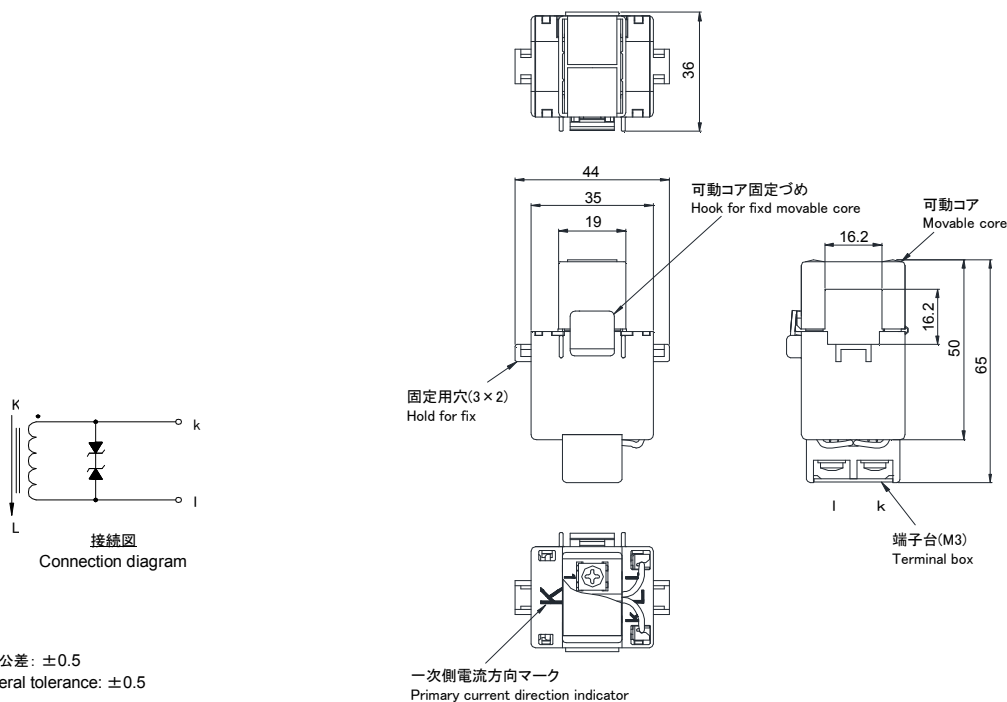 36
44
35
19
可動コア固定づめ
Hook for fixd movable core
可動コア
Movable core
16.2
16.2
50
65
固定用穴(3×2)
Hold for fix
K
L
k
l
接続図
Connection diagram
l k
端子台(M3)
Terminal box
K
L
k
L
公差: ±0.5
eral tolerance: ±0.5
一次側電流方向マーク
Primary current direction indicator